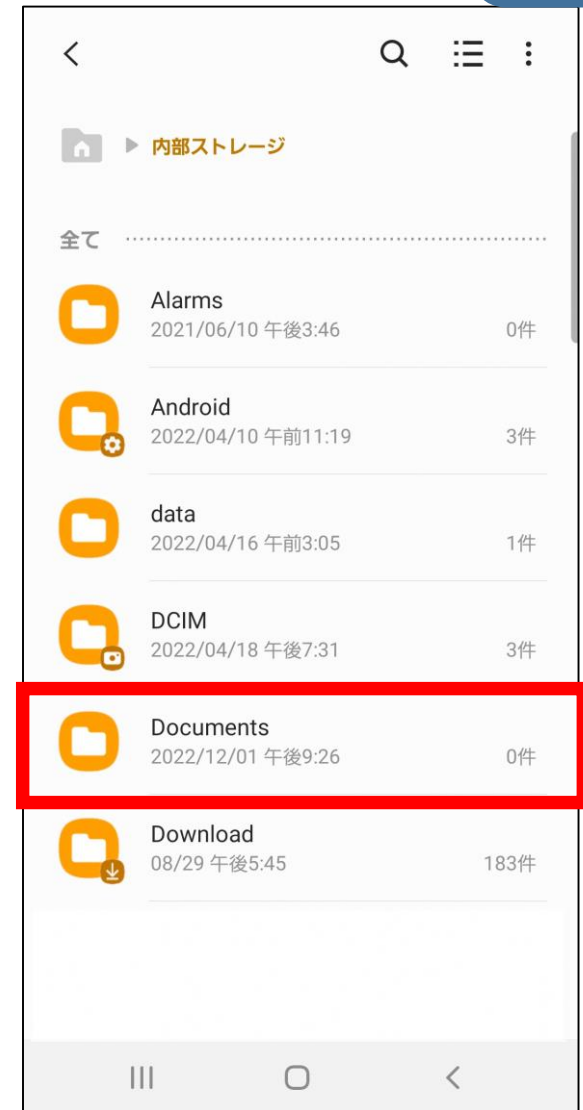 内部ストレージ
全て
Alarms
2021/06/10 午後3:46 0件
Android
2022/04/10 午前11:19 3件
data
2022/04/16 午前3:05 1件
DCIM
2022/04/18 午後7:31 3件
Documents
2022/12/01 午後9:26 0件
Download
08/29 午後5:45 183件